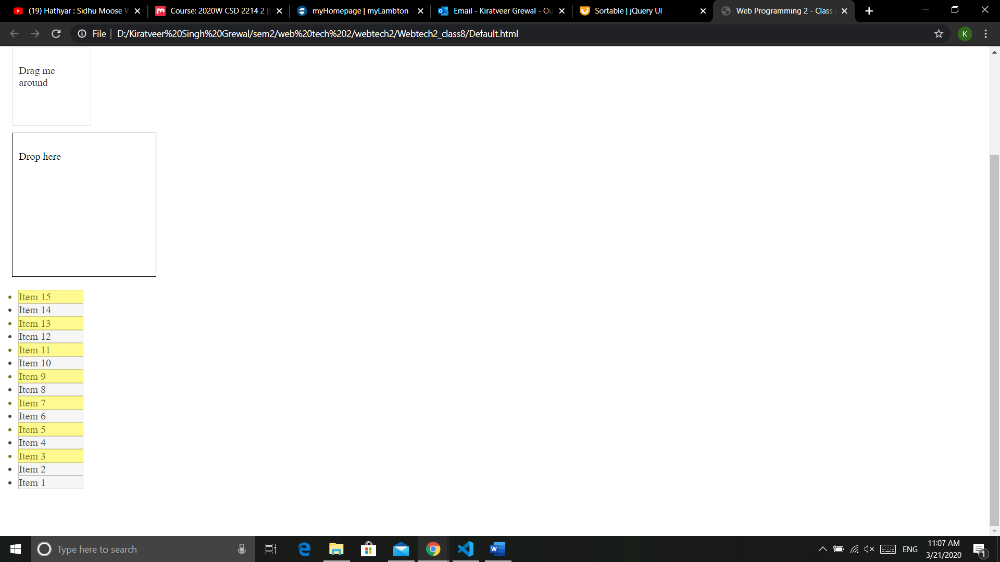 (19) Hathyar : Sidhu Moose W
Course: 2020W CSD 2214 2 [
myHomepage | myLambton
Email - Kiratveer Grewal - Ou
Sortable | jQuery UI
Web Programming 2 - Class
File | D:/Kiratveer%20Singh%20Grewal/sem2/web%20tech%202/webtech2/Webtech2_class8/Default.html
K
Drag me
around
Drop here
• Item 15
• Item 14
• Item 13
• Item 12
• Item 11
• Item 10
• Item 9
• Item 8
• Item 7
• Item 6
• Item 5
• Item 4
• Item 3
• Item 2
• Item 1
Type here to search
ENG
11:07 AM
3/21/2020
1